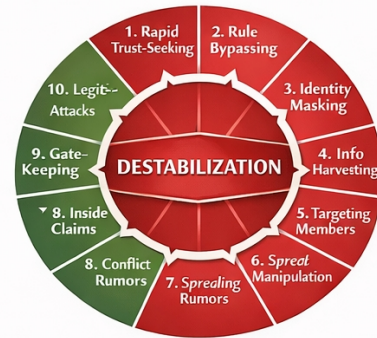 1. Rapid
Trust-Seeking
2. Rule
Bypassing
3. Identity
Masking
4. Info
Harvesting
5. Targeting
Members
6. Spreat
Manipulation
7. Spreading
Rumors
8. Conflict
Rumors
8. Inside
Claims
9. Gate-
Keeping
10. Legit--
Attacks
DESTABILIZATION